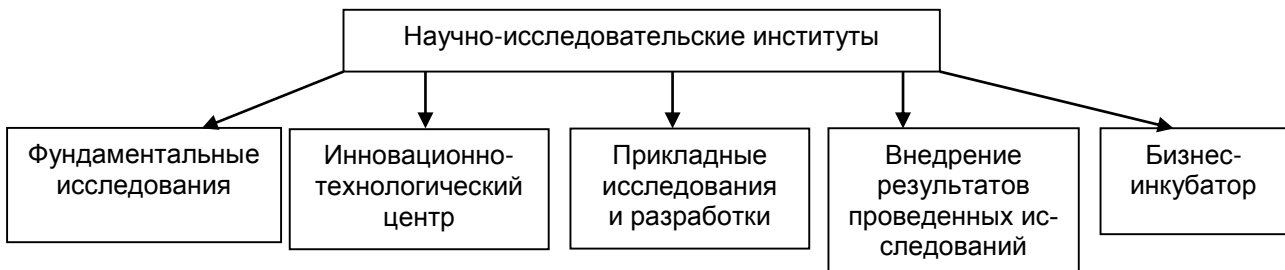 Научно-исследовательские институты
Фундаментальные
исследования
Инновационно-
технологический
центр
Прикладные
исследования
и разработки
Внедрение
результатов
проведенных ис-
следований
Бизнес-
инкубатор